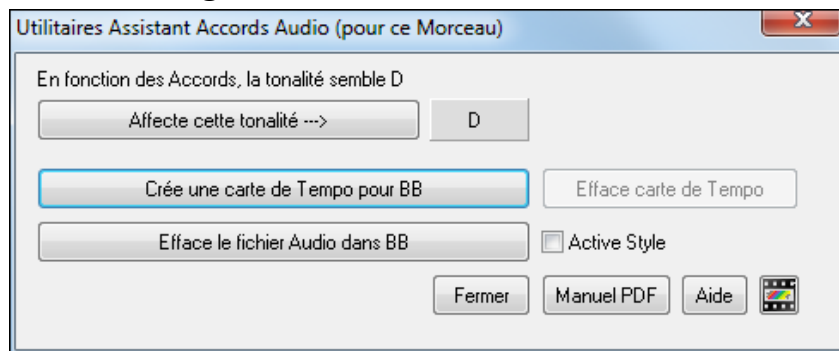 Utilitaires Assistant Accords Audio (pour ce Morceau)
En fonction des Accords, la tonalité semble D
Affecte cette tonalité ---> D
Crée une carte de Tempo pour BB Efface carte de Tempo
Efface le fichier Audio dans BB Active Style
Fermer Manuel PDF Aide